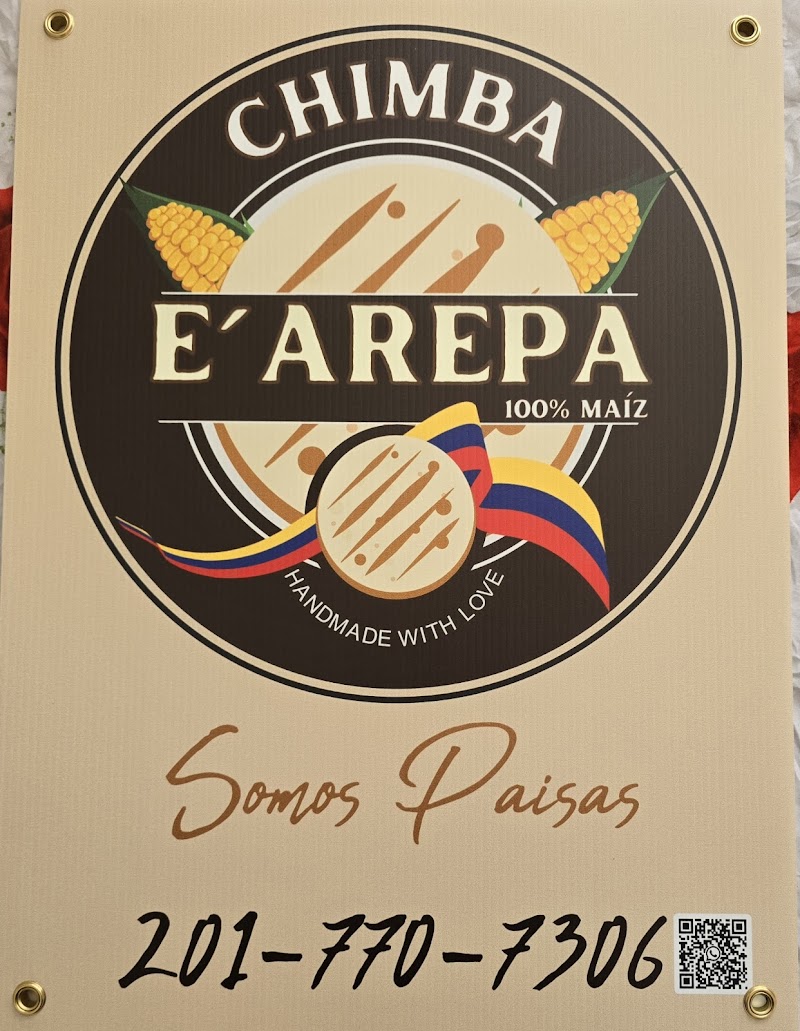 CHIMBA
E´AREPA
100% MAÍZ
HANDMADE WITH LOVE
Somos Paisas
201-770-7306